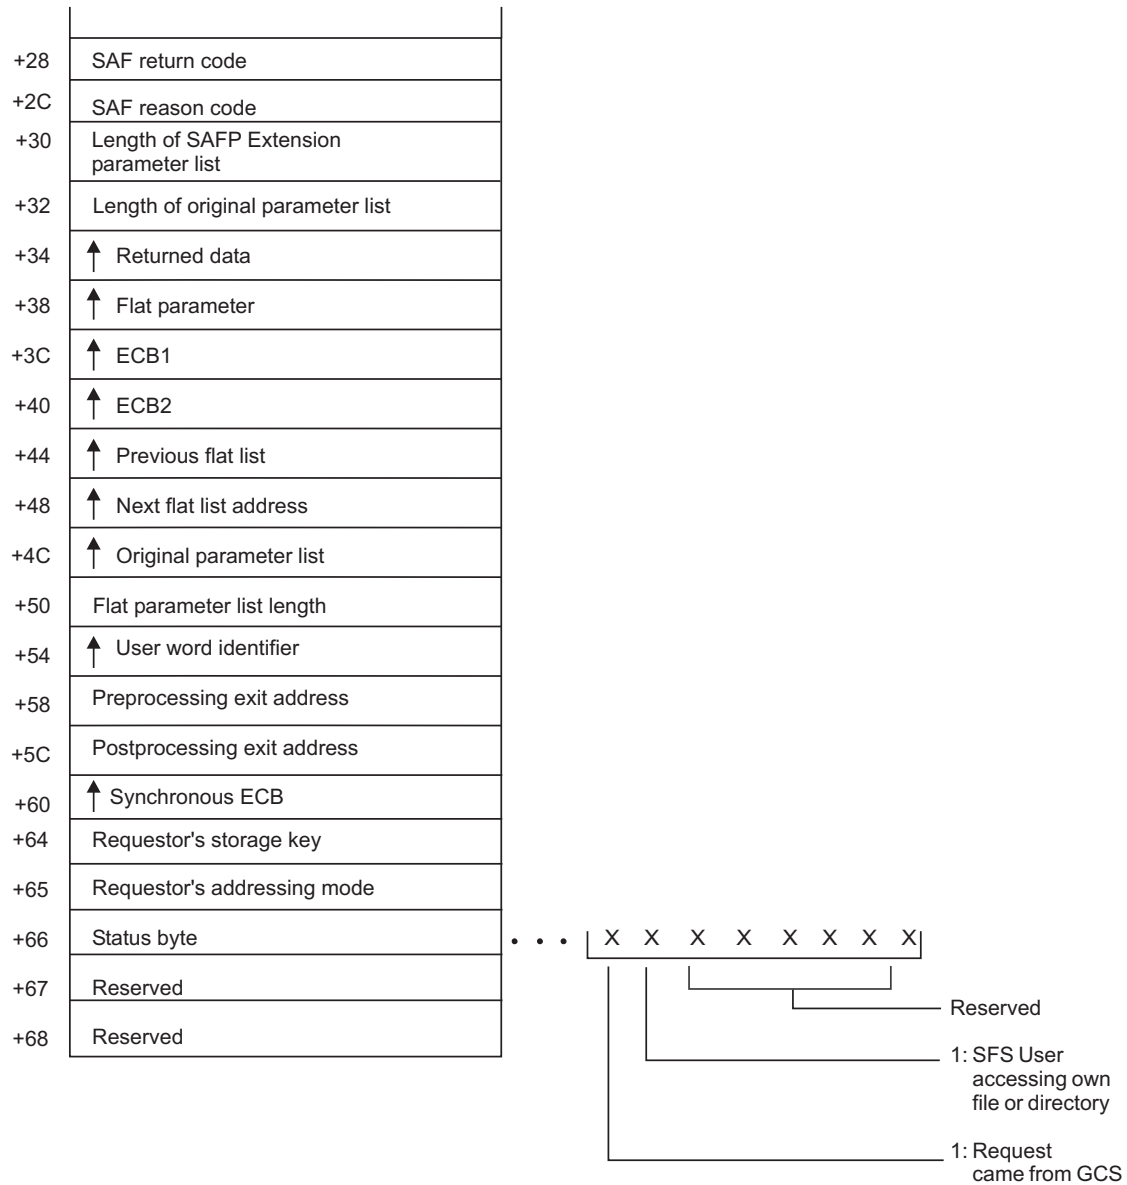 +28 SAF return code
+2C SAF reason code
+30 Length of SAFP Extension
parameter list
+32 Length of original parameter list
+34 Returned data
+38 Flat parameter
+3C ECB1
+40 ECB2
+44 Previous flat list
+48 Next flat list address
+4C Original parameter list
+50 Flat parameter list length
+54 User word identifier
+58 Preprocessing exit address
+5C Postprocessing exit address
+60 Synchronous ECB
+64 Requestor's storage key
+65 Requestor's addressing mode
+66 Status byte . . . X X X X X X X X
+67 Reserved
+68 Reserved
Reserved
1: SFS User
accessing own
file or directory
1: Request
came from GCS